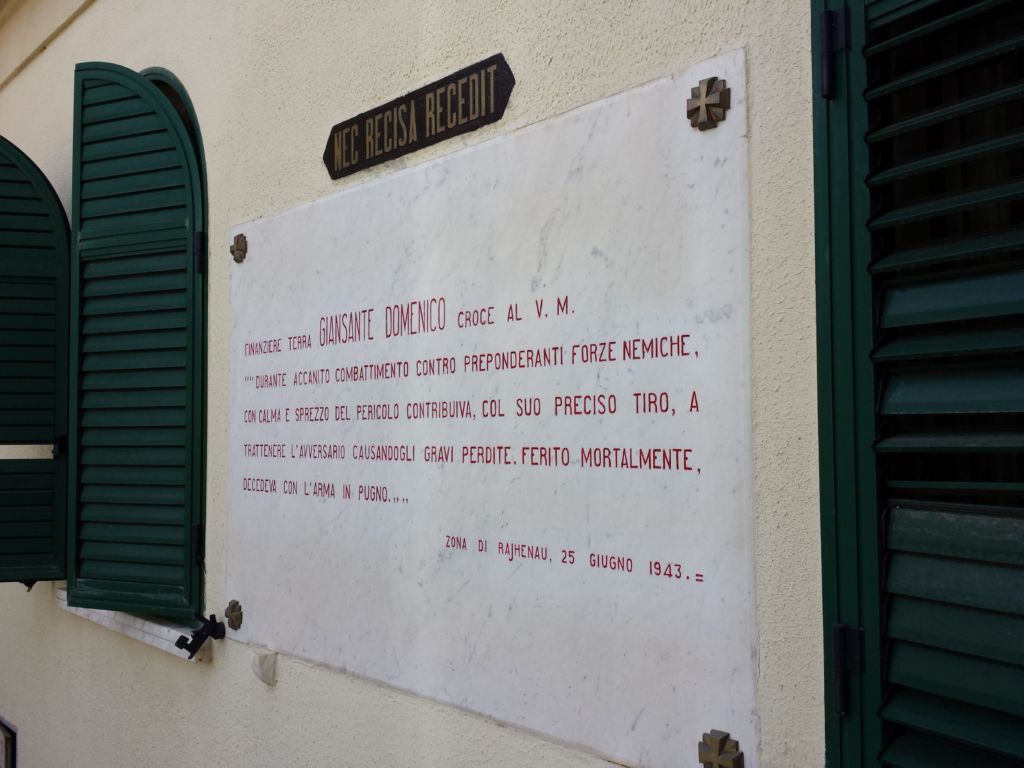 NEC RECISA RECEDIT
FINANZIERE TERRA GIANSANTE DOMENICO CROCE AL V. M.
,,,, DURANTE ACCANITO COMBATTIMENTO CONTRO PREPONDERANTI FORZE NEMICHE,
CON CALMA E SPREZZO DEL PERICOLO CONTRIBUIVA, COL SUO PRECISO TIRO, A
TRATTENERE L'AVVERSARIO CAUSANDOGLI GRAVI PERDITE. FERITO MORTALMENTE,
DECEDEVA CON L'ARMA IN PUGNO.,,,,
ZONA DI RAJHENAU, 25 GIUGNO 1943.=